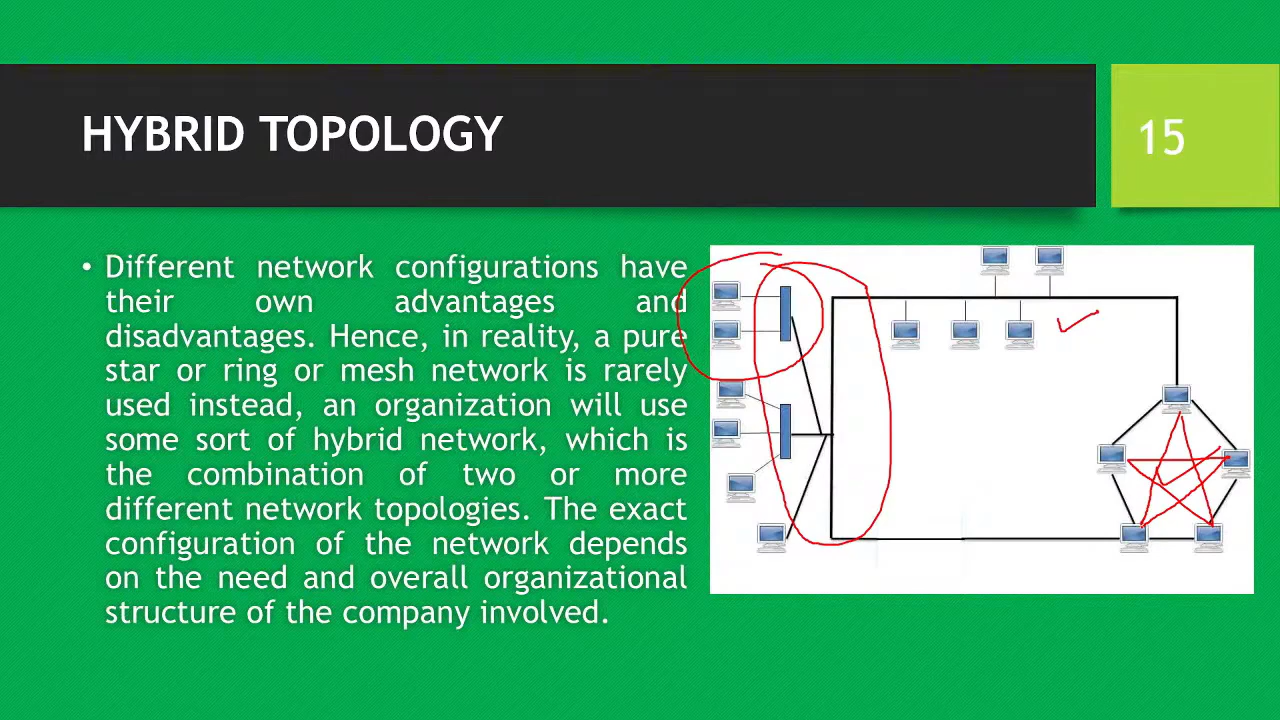 HYBRID TOPOLOGY
15
• Different network configurations have
their own advantages and
disadvantages. Hence, in reality, a pure
star or ring or mesh network is rarely
used instead, an organization will use
some sort of hybrid network, which is
the combination of two or more
different network topologies. The exact
configuration of the network depends
on the need and overall organizational
structure of the company involved.